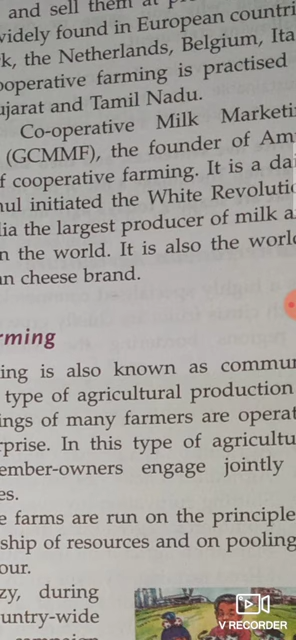 and sell them at
widely found in European countri
k, the Netherlands, Belgium, Ita
ooperative farming is practised
ujarat and Tamil Nadu.
Co-operative Milk Marketi
(GCMMF), the founder of Am
f cooperative farming. It is a dai
nul initiated the White Revolutio
lia the largest producer of milk a
n the world. It is also the world
an cheese brand.
rming
ing is also known as commun
type of agricultural production
ings of many farmers are operat
rprise. In this type of agricultu
ember-owners engage jointly
es.
e farms are run on the principle
ship of resources and on pooling
our.
zy, during
untry-wide
campaign
V RECORDER